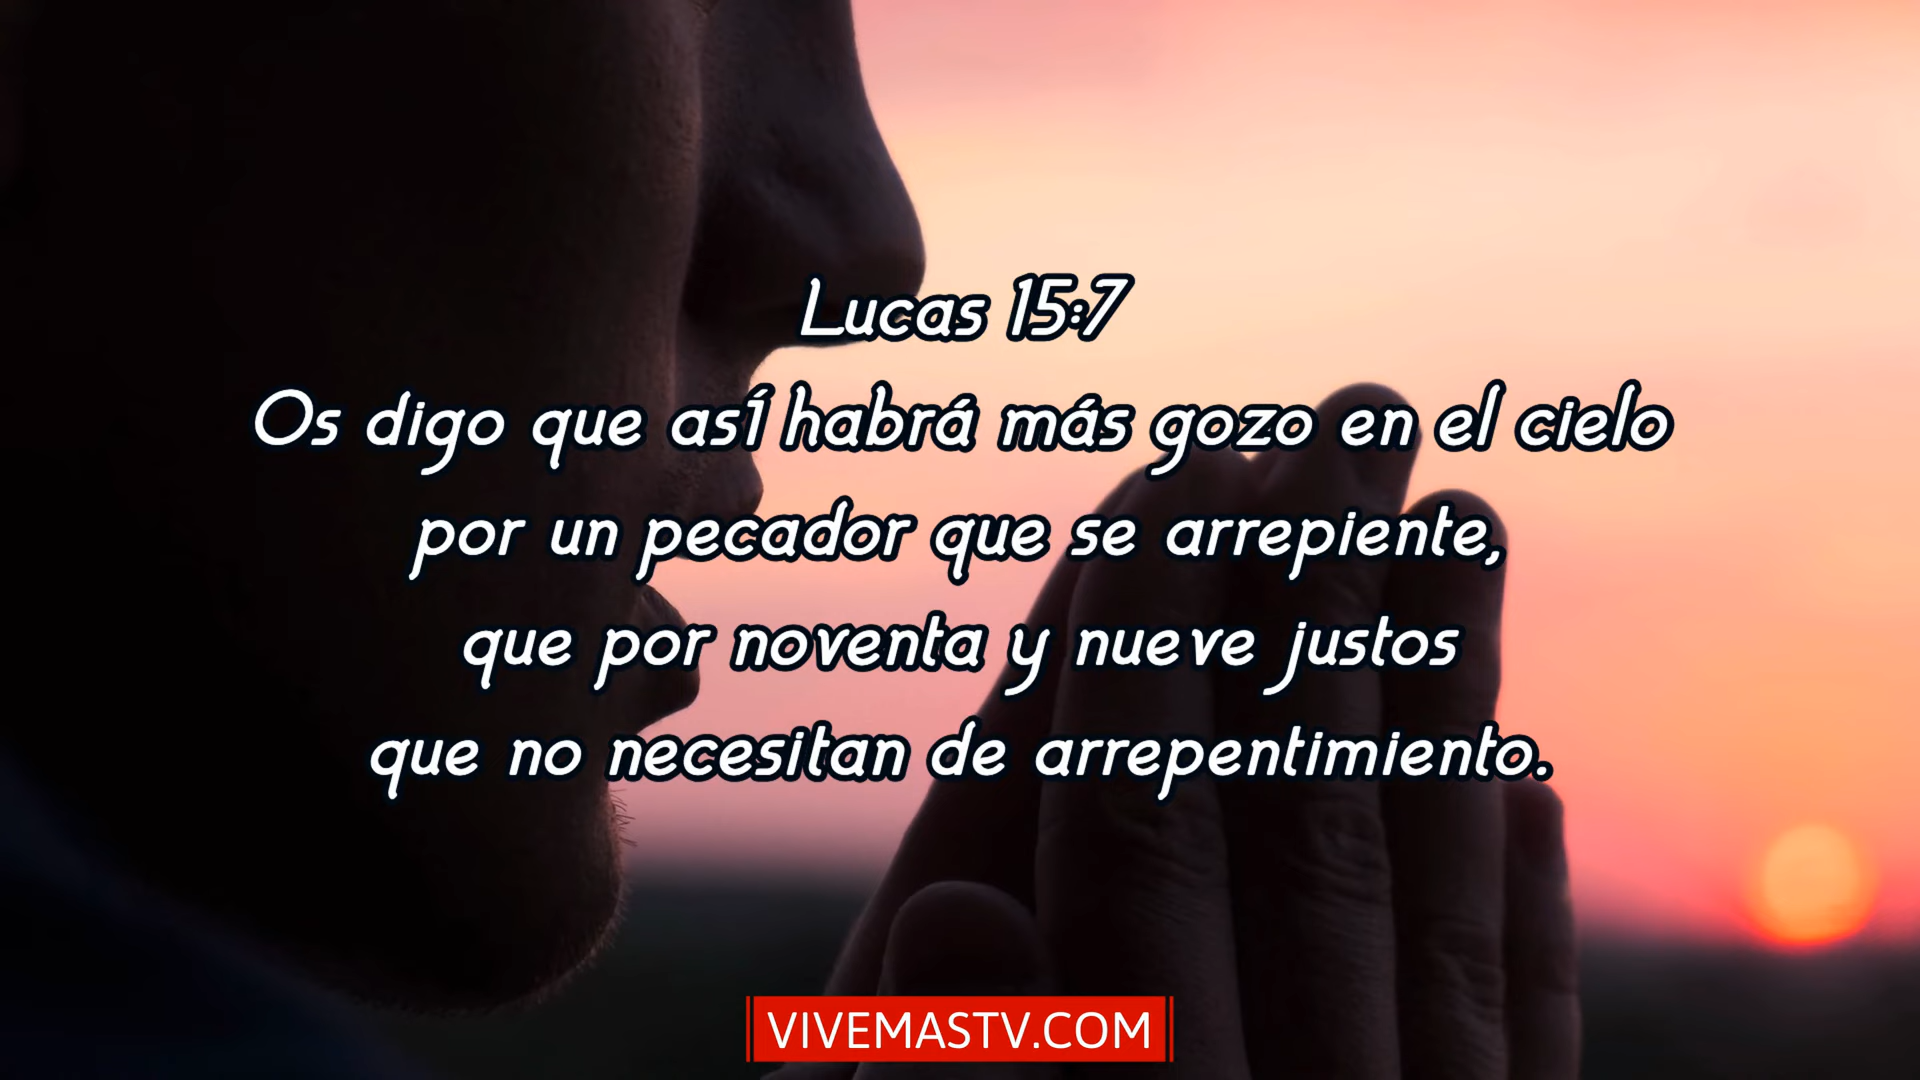 Lucas 15:7
Os digo que así habrá más gozo en el cielo
por un pecador que se arrepiente,
que por noventa y nueve justos
que no necesitan de arrepentimiento.
VIVEMASTV.COM